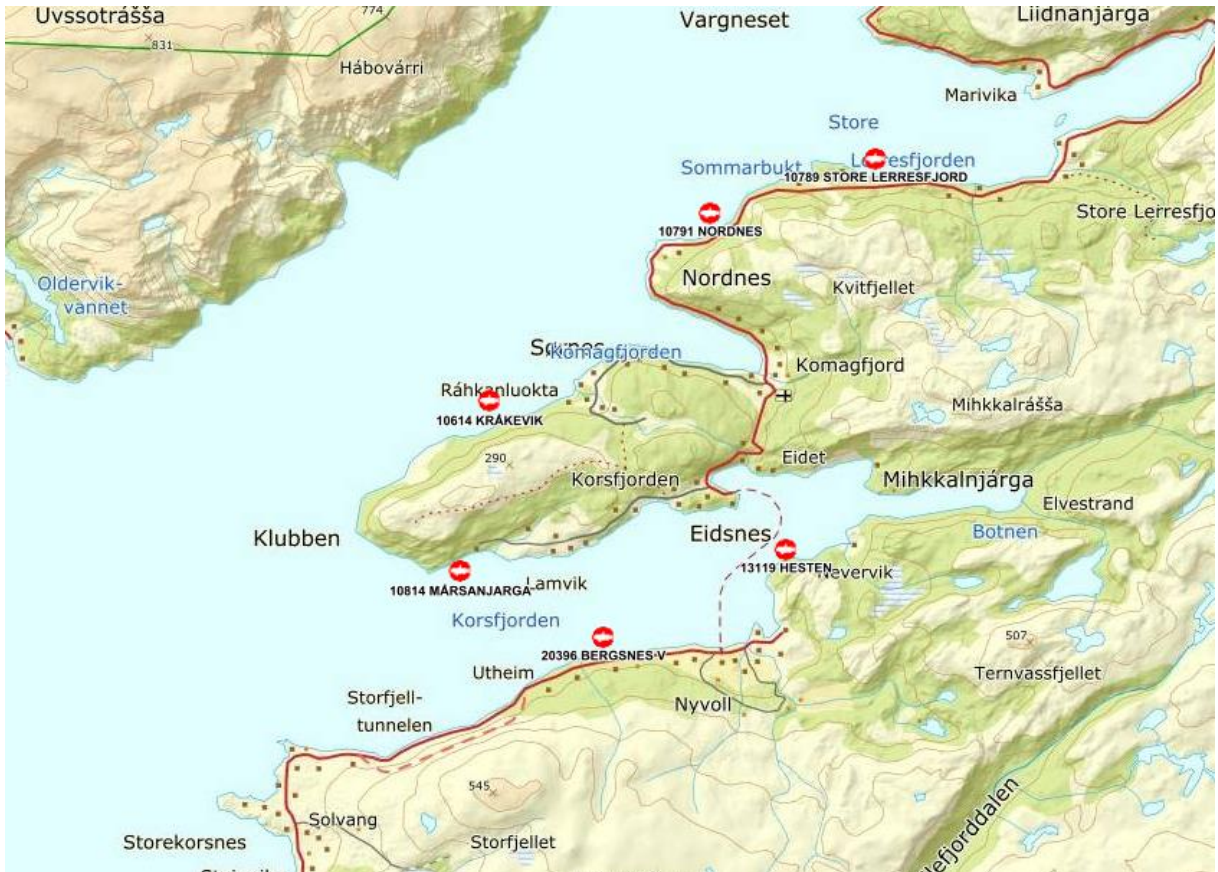 Uvssotrášša
774
Vargneset
Liidnanjárga
831
Hábovárri
Marivika
Store
Lerresfjorden
Sommarbukt
10789 STORE LERRESFJORD
Store Lerresfjo
10791 NORDNES
Oldervik-
vannet
Nordnes
Kvitfjellet
Sørnes
Komagfjorden
Komagfjord
Ráhkanluokta
10614 KRÅKEVIK
Mihkkalrášša
290
Eidet
Korsfjorden
Mihkkalnjárga
Elvestrand
Klubben
Eidsnes
Botnen
13119 HESTEN
Nevervik
10814 MÅRSANJARGA
Lamvik
Korsfjorden
20396 BERGSNES V
507
Utheim
Ternvassfjellet
Storfjell-
tunnelen
Nyvoll
545
Solvang
Storekorsnes
Storfjellet
lefjorddalen